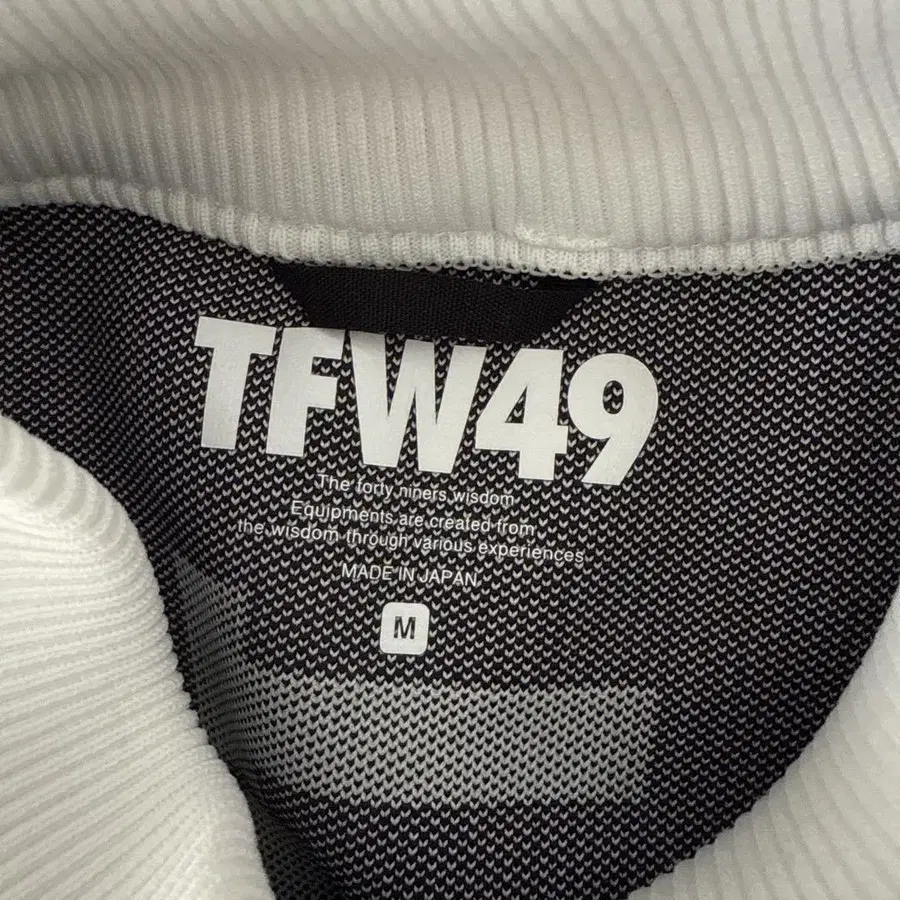 TFW49
The forty niners wisdom
Equipments are created from
the wisdom through various experiences
MADE IN JAPAN
M